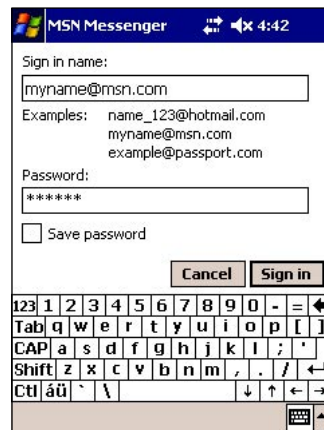 MSN Messenger 4:42
Sign in name:
myname@msn.com
Examples: name_123@hotmail.com
myname@msn.com
example@passport.com
Password:
******
Save password
Cancel Sign in
123 1 2 3 4 5 6 7 8 9 0 - =
Tab q w e r t y u i o p [ ]
CAP a s d f g h j k l ; '
Shift z x c v b n m , . /
Ctl áü ` \